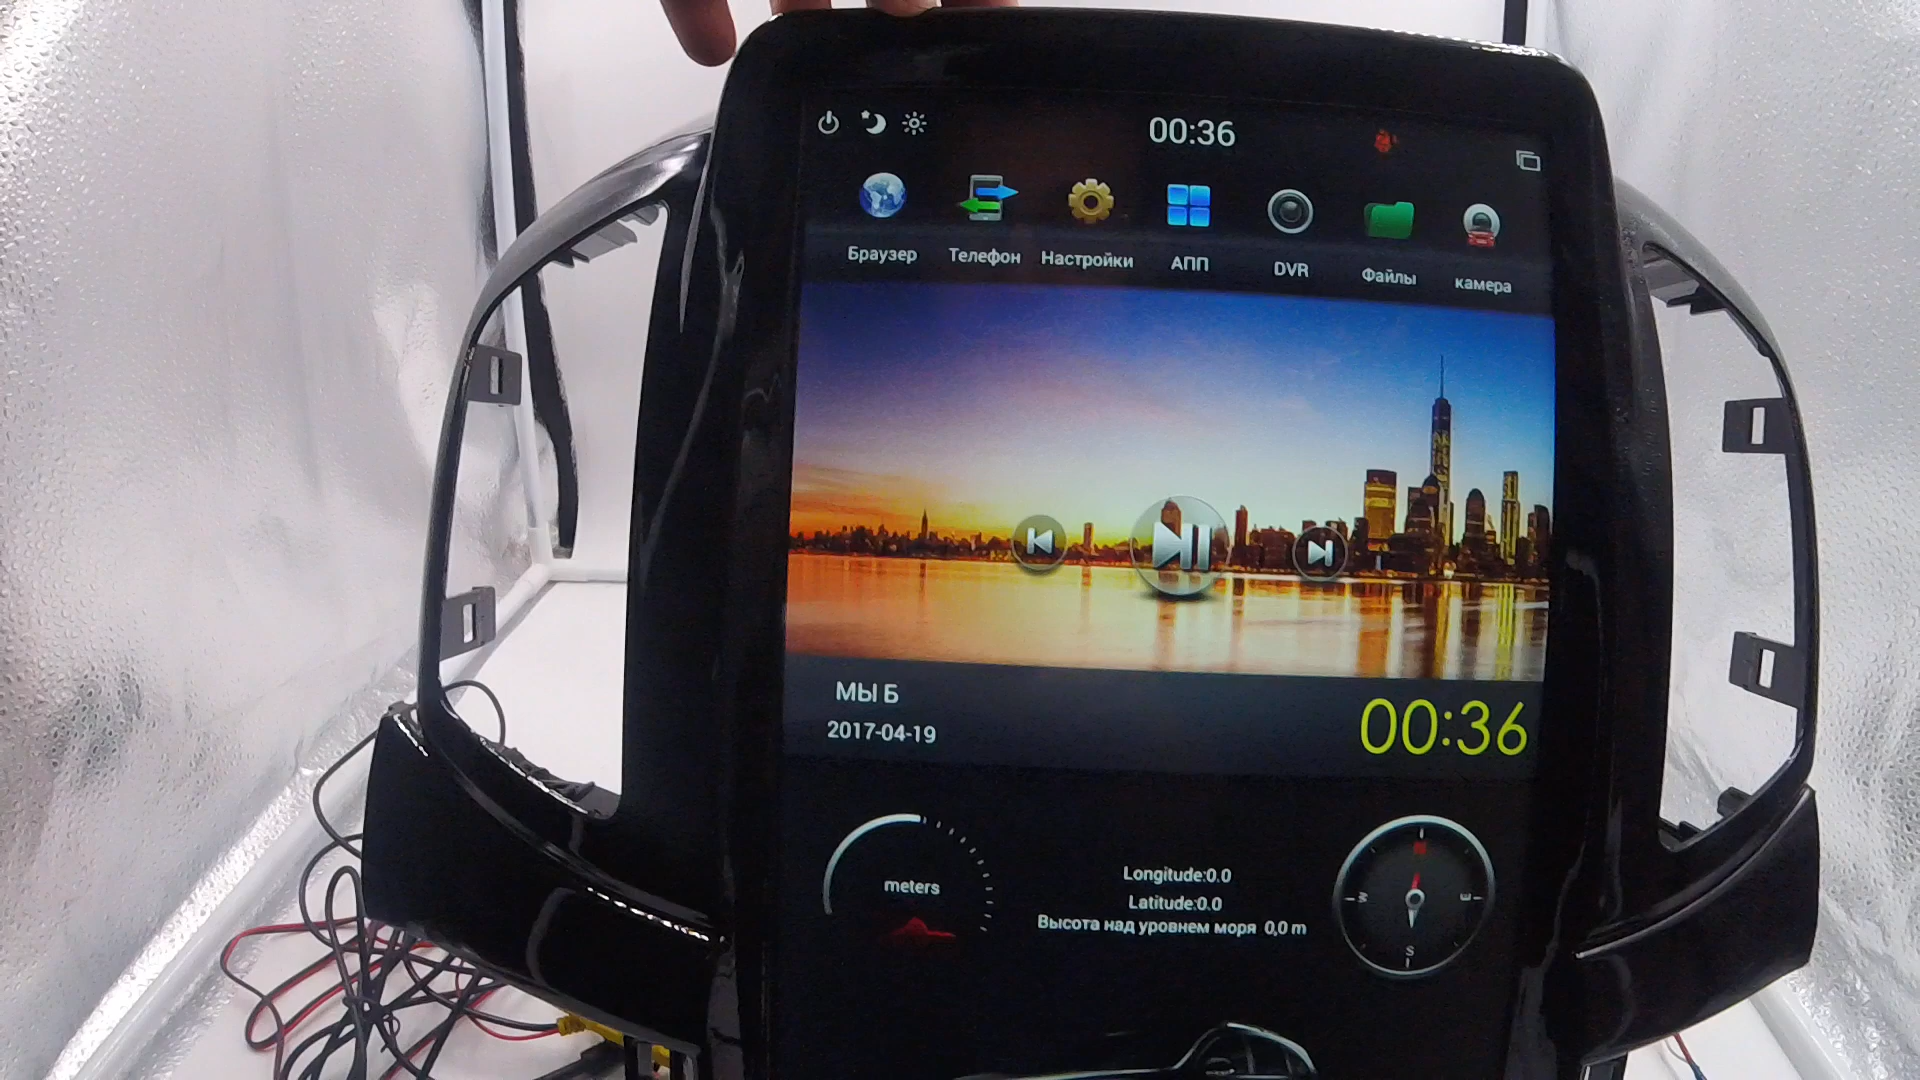 00:36
Браузер Телефон Настройки АПП DVR Файлы камера
МЫ Б
2017-04-19
00:36
meters
Longitude:0.0
Latitude:0.0
Высота над уровнем моря 0,0 m
N
W E
S